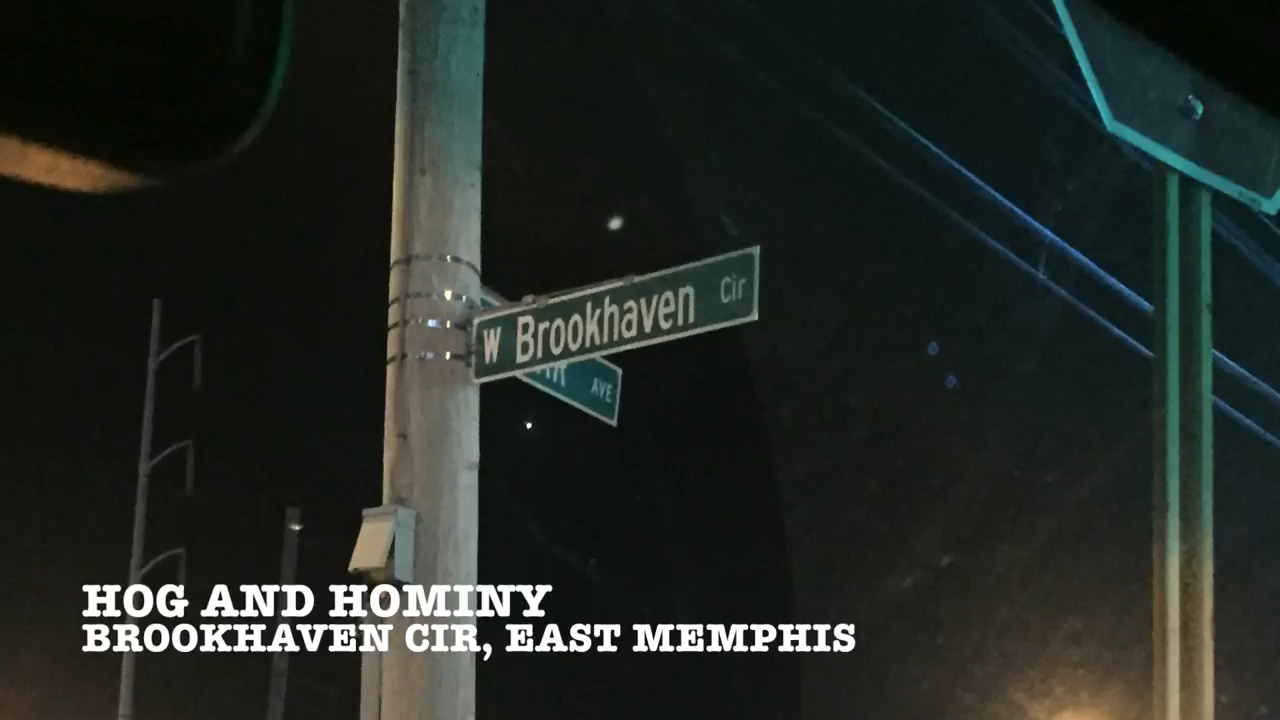 W Brookhaven Cir
AVE
HOG AND HOMINY
BROOKHAVEN CIR, EAST MEMPHIS